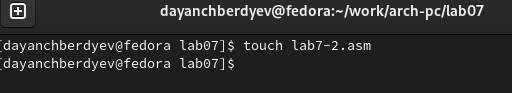 dayanchberdyev@fedora:~/work/arch-pc/lab07
[dayanchberdyev@fedora lab07]$ touch lab7-2.asm
[dayanchberdyev@fedora lab07]$